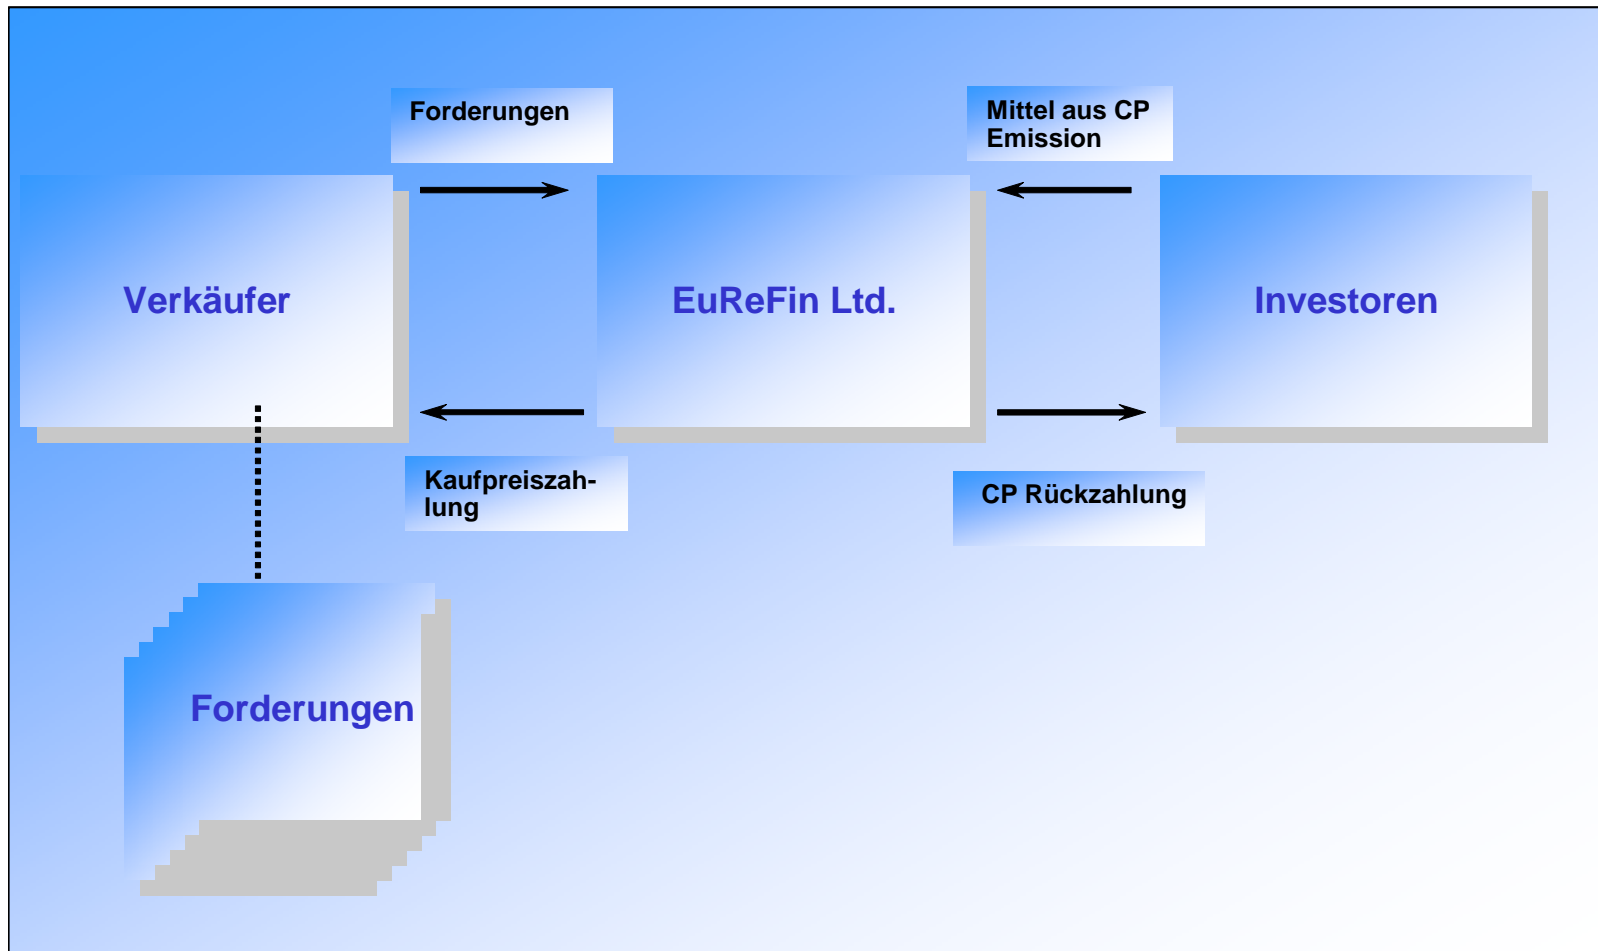 Forderungen
Mittel aus CP
Emission
Verkäufer
EuReFin Ltd.
Investoren
Kaufpreiszah-
lung
CP Rückzahlung
Forderungen